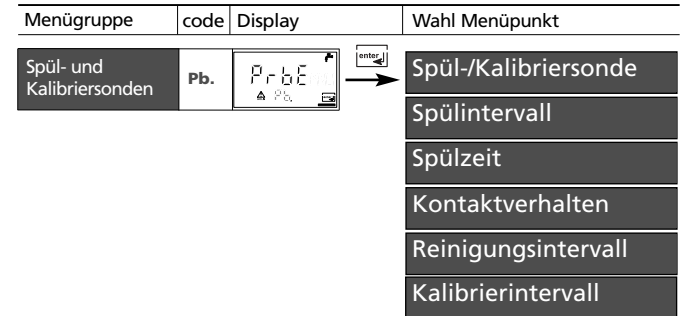 Menügruppe code Display Wahl Menüpunkt
Spül- und
Kalibriersonden
Pb.
PrbE
Pb.
enter
Spül-/Kalibriersonde
Spülintervall
Spülzeit
Kontaktverhalten
Reinigungsintervall
Kalibrierintervall